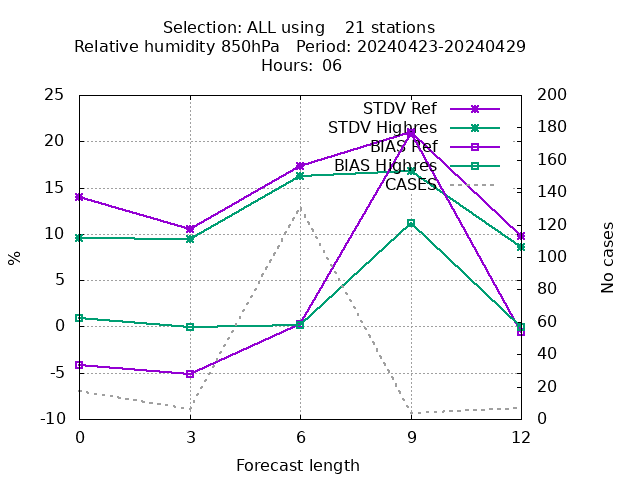 Selection: ALL using    21 stations
Relative humidity 850hPa   Period: 20240423-20240429
Hours: 06
25
20
15
10
5
0
-5
-10
%
STDV Ref
STDV Highres
BIAS Ref
BIAS Highres
CASES
200
180
160
140
120
100
80
60
40
20
0
No cases
0 3 6 9 12
Forecast length